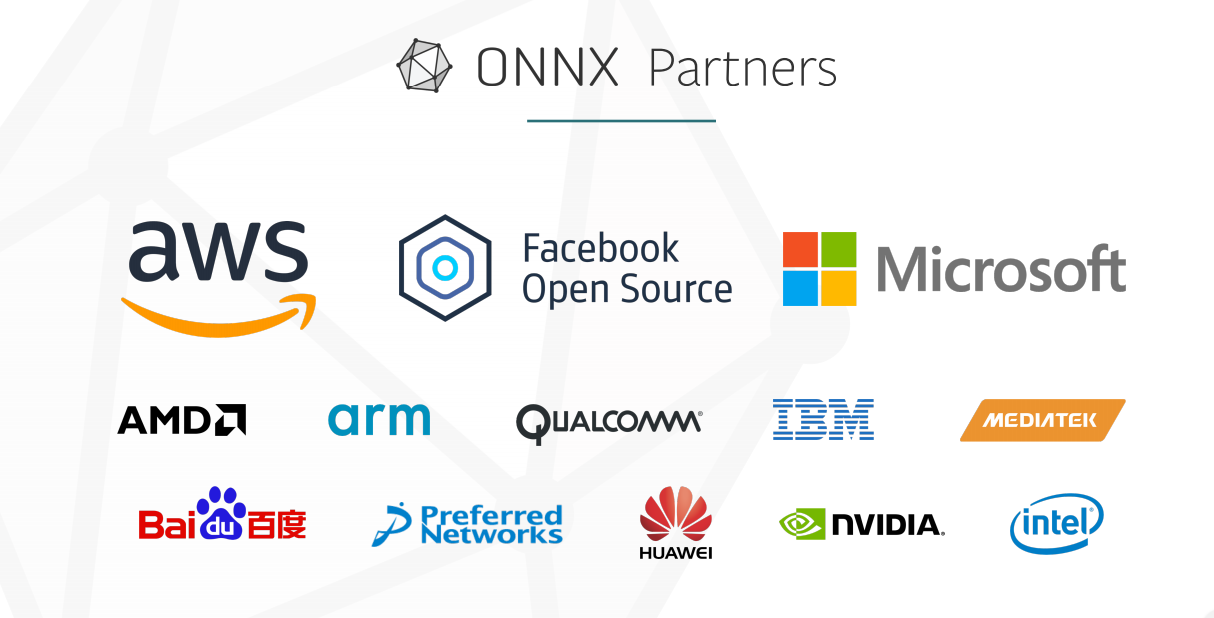 ONNX Partners
aws
Facebook
Open Source
Microsoft
AMD
arm
QUALCOMM®
IBM
MEDIATEK
Baidu百度
Preferred
Networks
HUAWEI
NVIDIA.
intel®